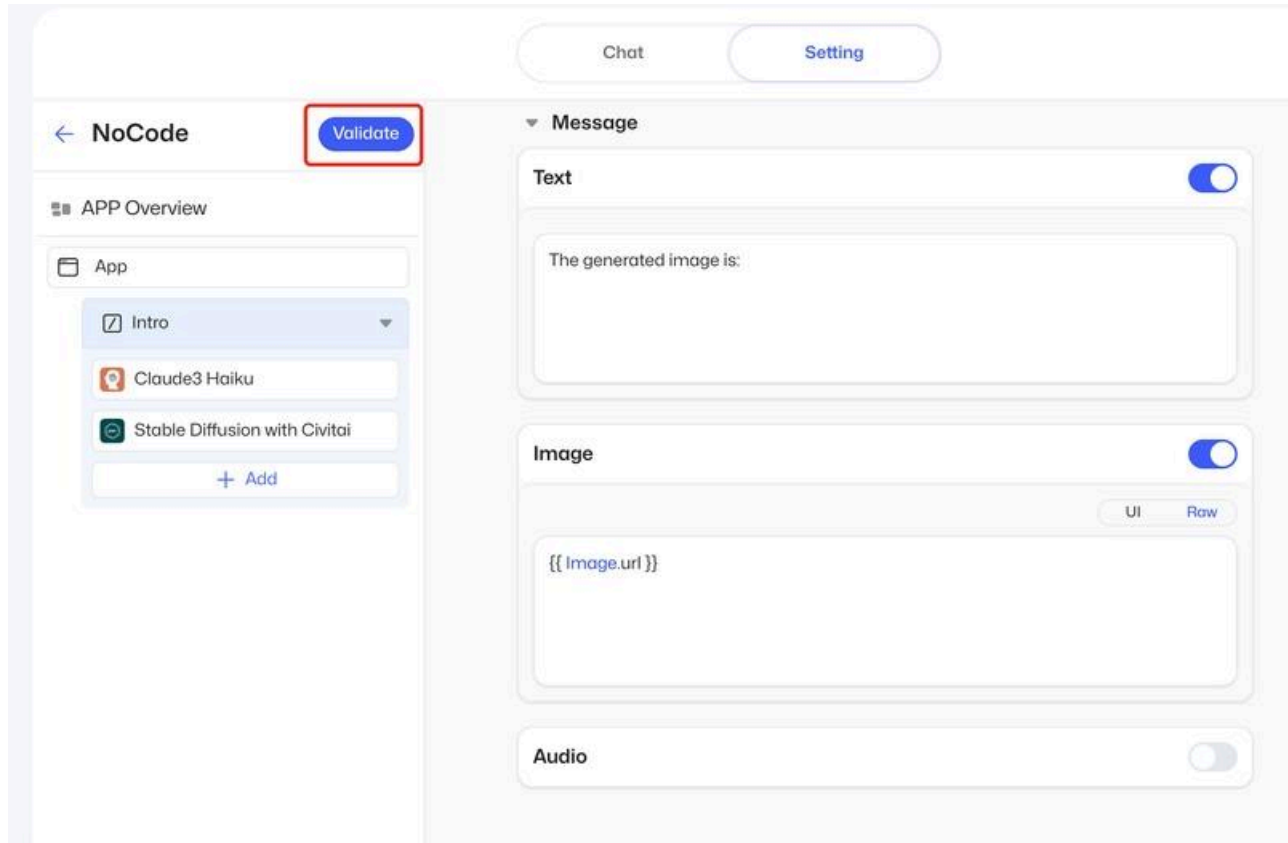 Chat
Setting
NoCode
Validate
APP Overview
App
Intro
Claude3 Haiku
Stable Diffusion with Civitai
+ Add
Message
Text
The generated image is:
Image
UI
Raw
{{ Image.url }}
Audio